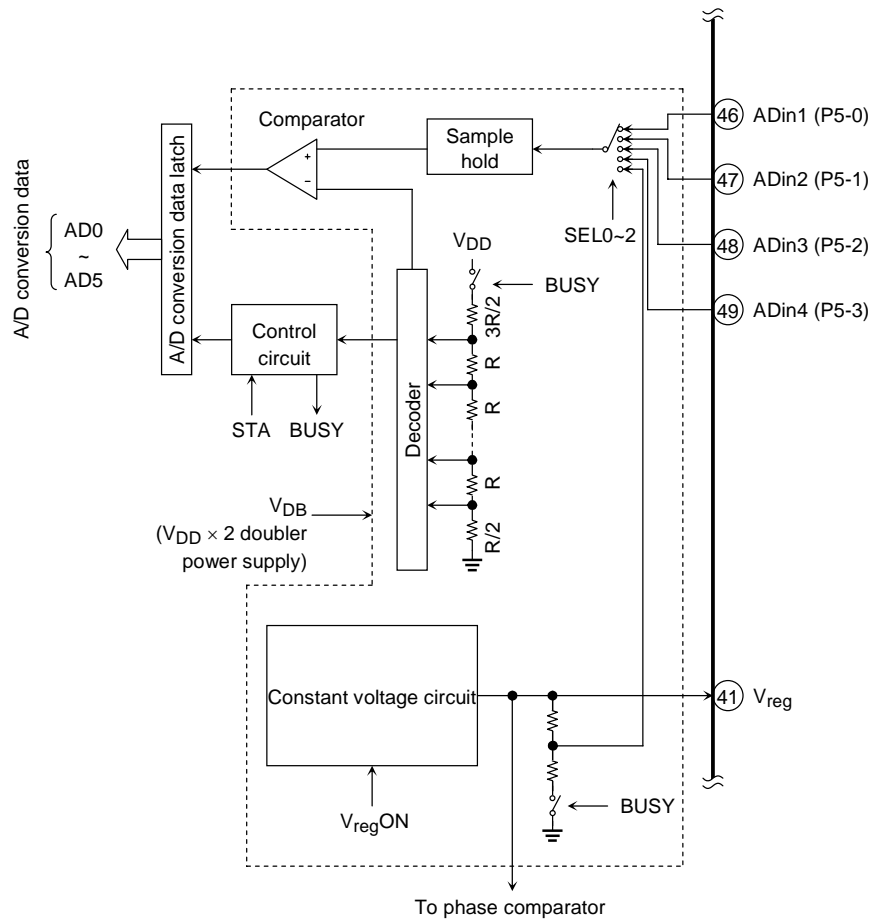 46 ADin1 (P5-0)
Comparator
Sample
hold
+
−
47 ADin2 (P5-1)
A/D conversion data
AD0
~
AD5
A/D conversion data latch
SEL0~2
VDD
48 ADin3 (P5-2)
BUSY
3R/2
49 ADin4 (P5-3)
Control
circuit
R
R
STA BUSY
Decoder
R
VDB
(VDD × 2 doubler
power supply)
R/2
Constant voltage circuit
41 Vreg
VregON
BUSY
To phase comparator